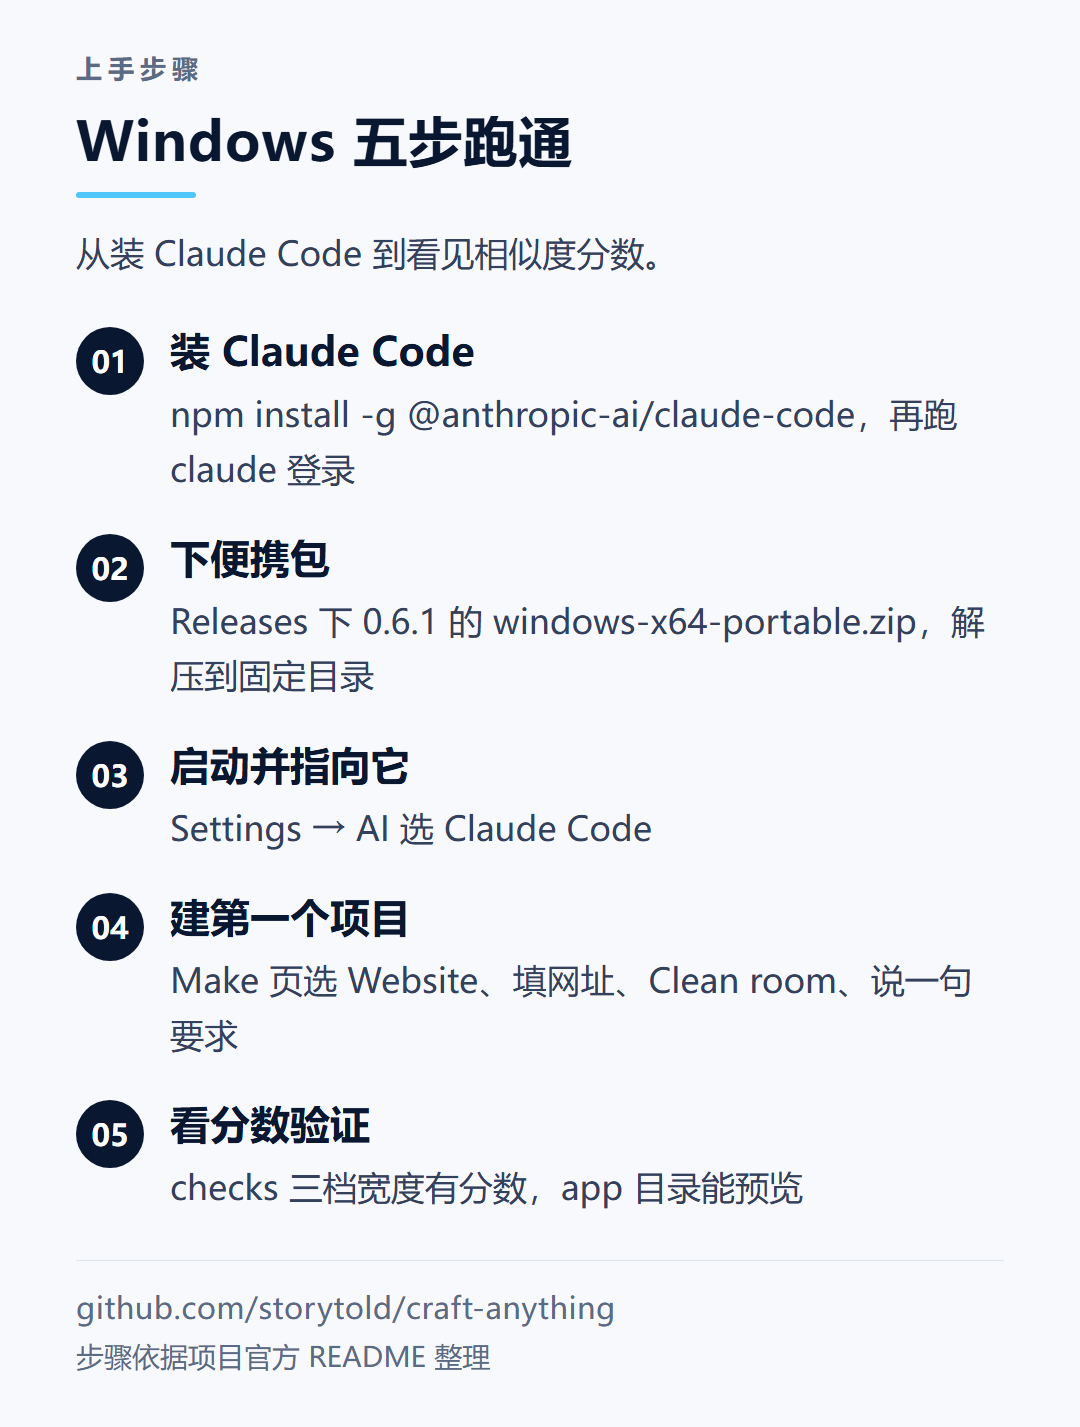 上手步骤
Windows 五步跑通
从装 Claude Code 到看见相似度分数。
01
装 Claude Code
npm install -g @anthropic-ai/claude-code，再跑
claude 登录
02
下便携包
Releases 下 0.6.1 的 windows-x64-portable.zip，解
压到固定目录
03
启动并指向它
Settings → AI 选 Claude Code
04
建第一个项目
Make 页选 Website、填网址、Clean room、说一句
要求
05
看分数验证
checks 三档宽度有分数，app 目录能预览
github.com/storytold/craft-anything
步骤依据项目官方 README 整理